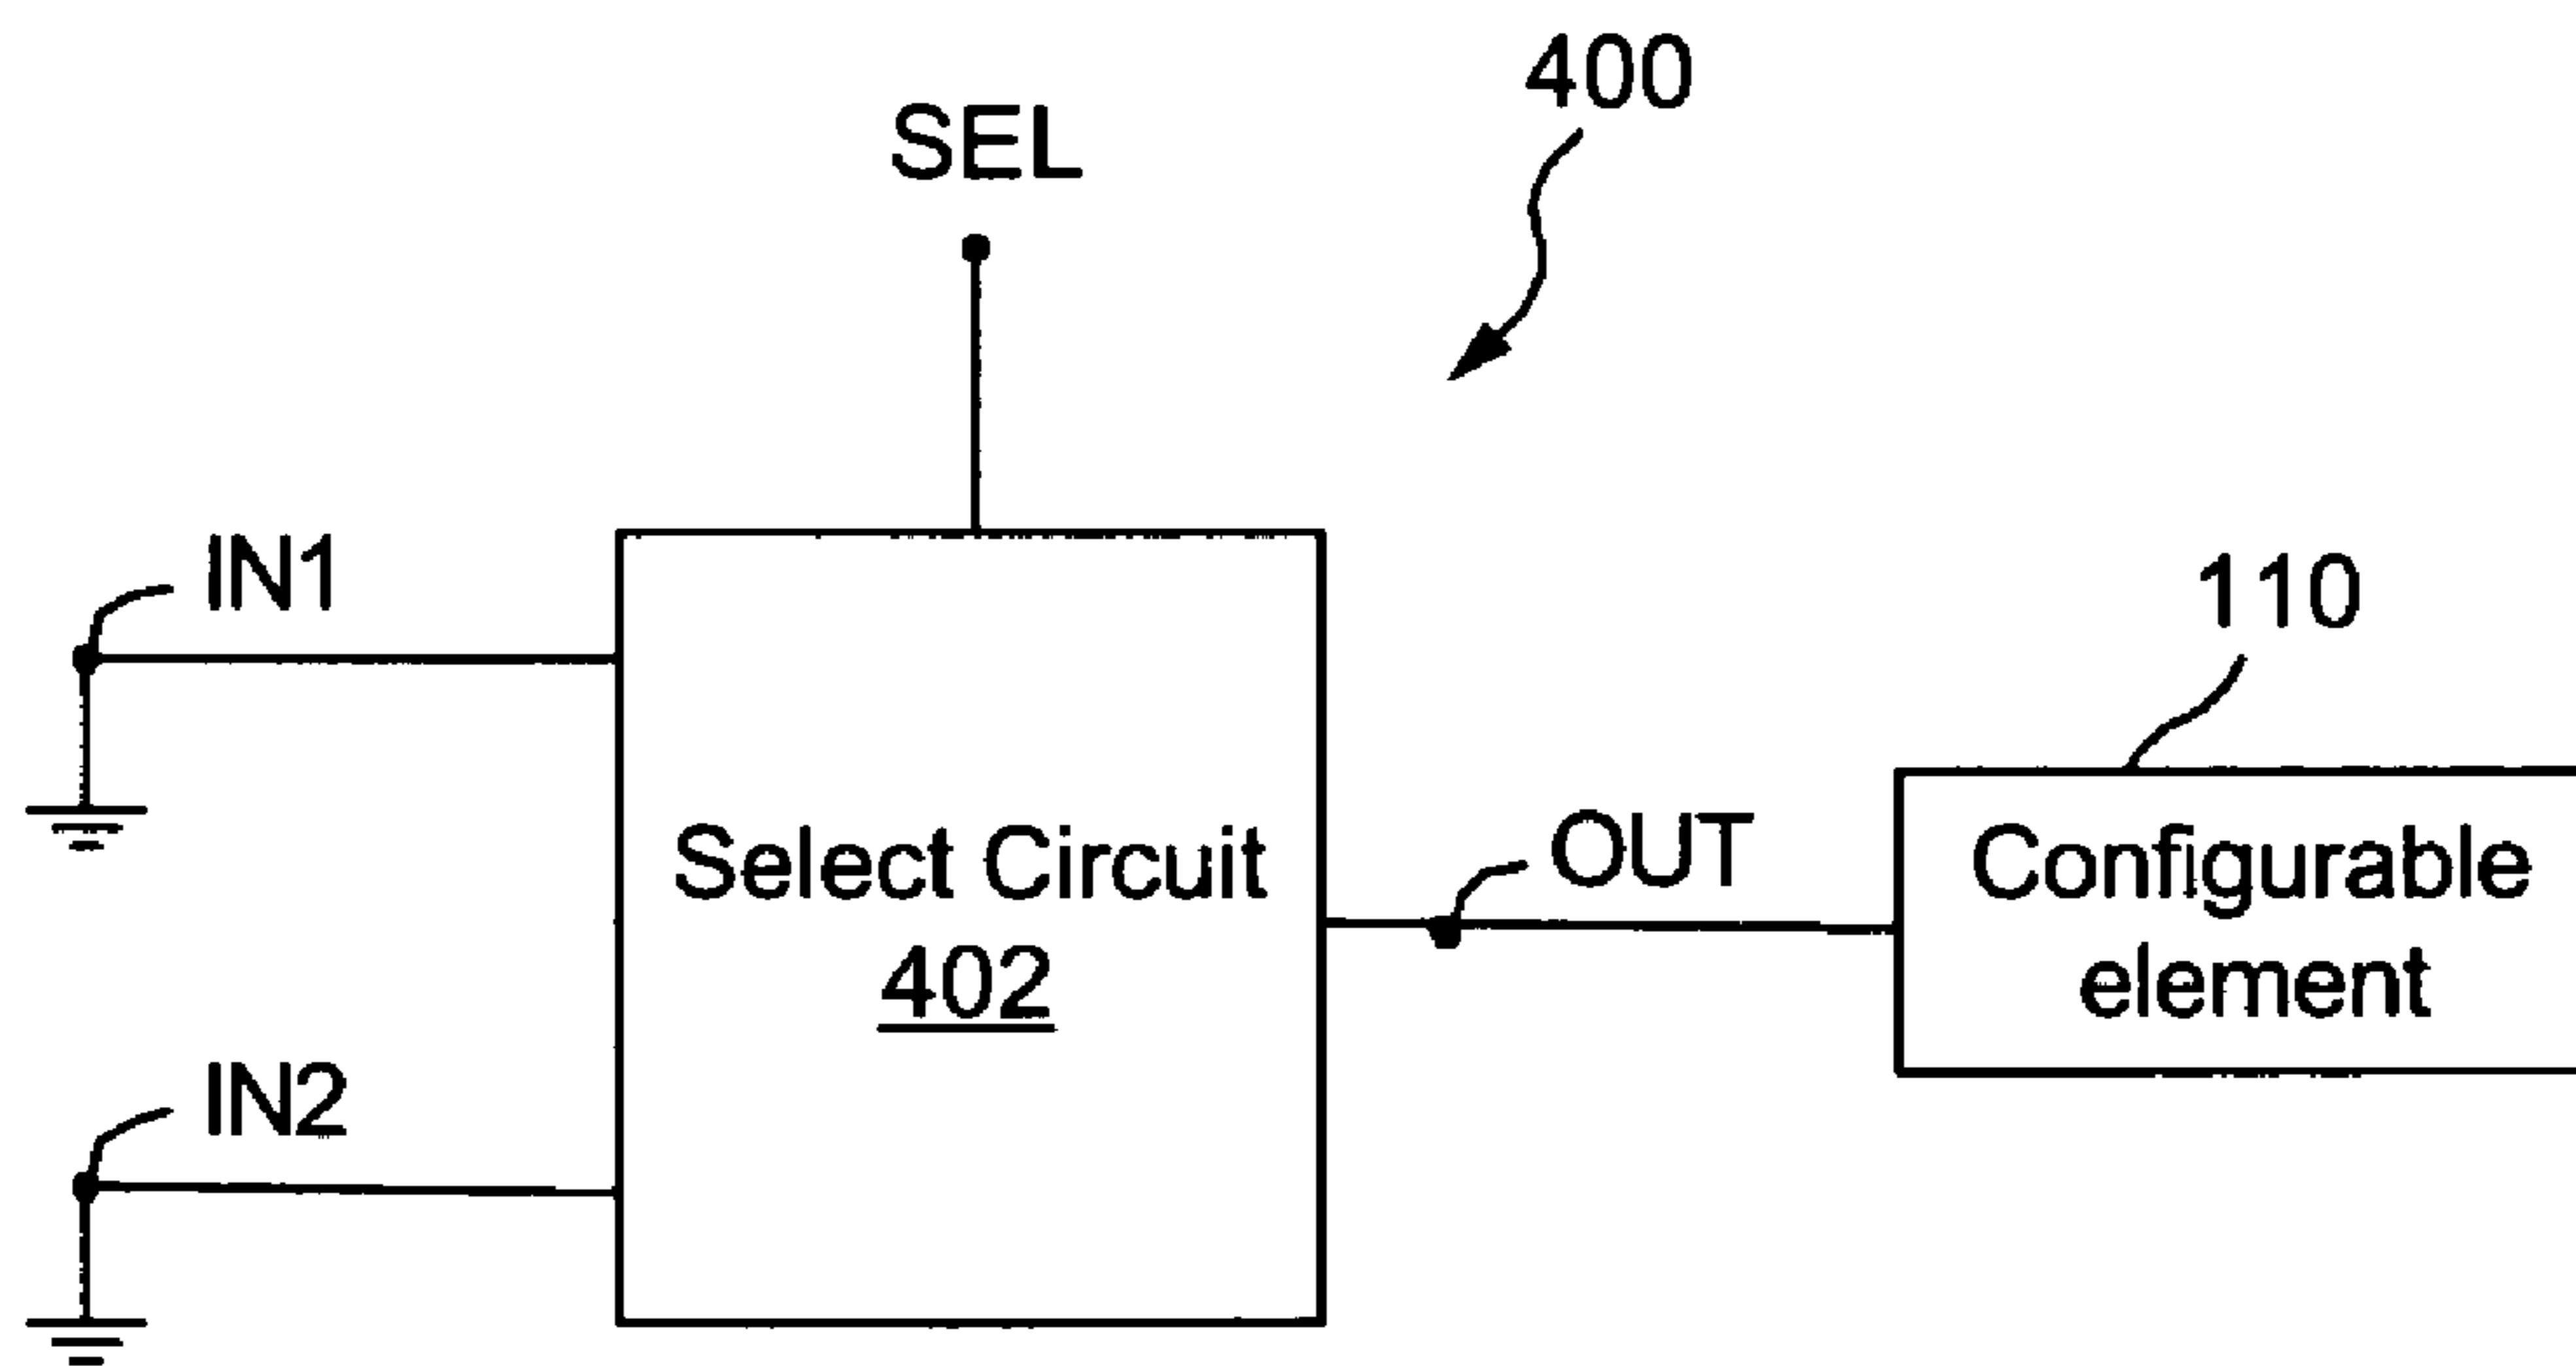 400
SEL
IN1
110
Select Circuit
402
OUT
Configurable
element
IN2